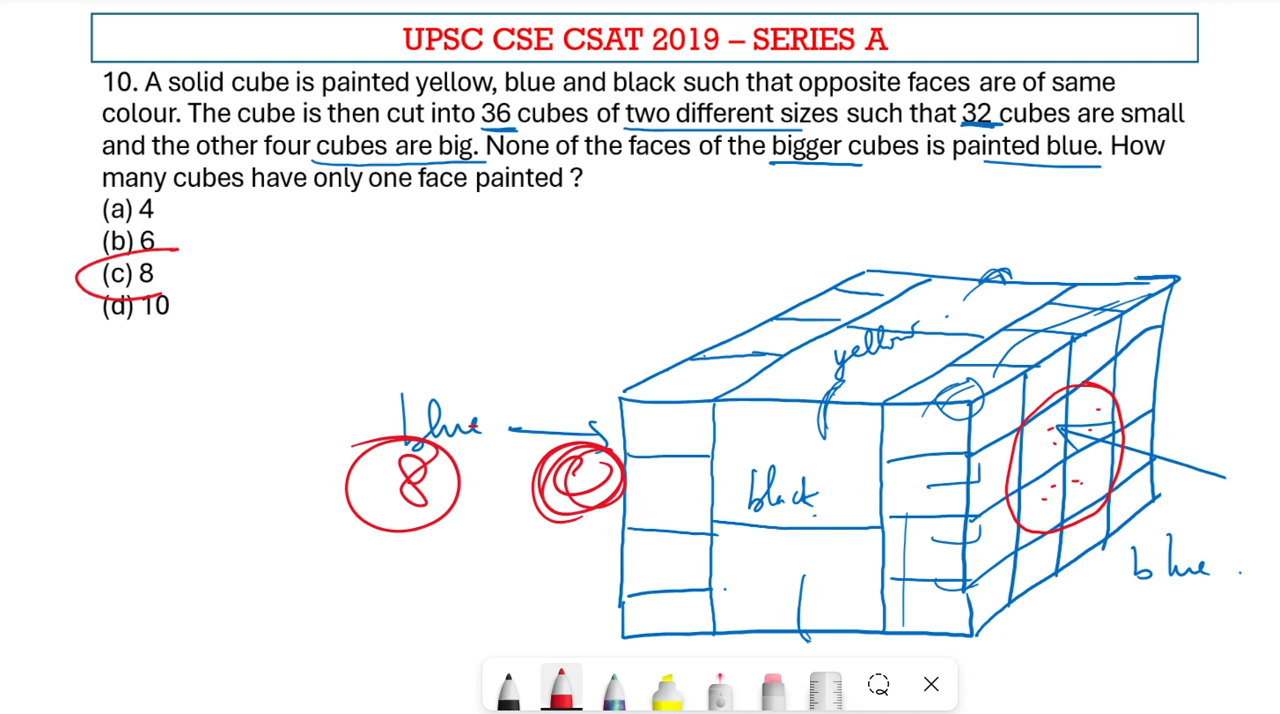 UPSC CSE CSAT 2019 – SERIES A
10. A solid cube is painted yellow, blue and black such that opposite faces are of same
colour. The cube is then cut into 36 cubes of two different sizes such that 32 cubes are small
and the other four cubes are big. None of the faces of the bigger cubes is painted blue. How
many cubes have only one face painted ?
(a) 4
(b) 6
(c) 8
(d) 10
yellow
blue
8
black
blue